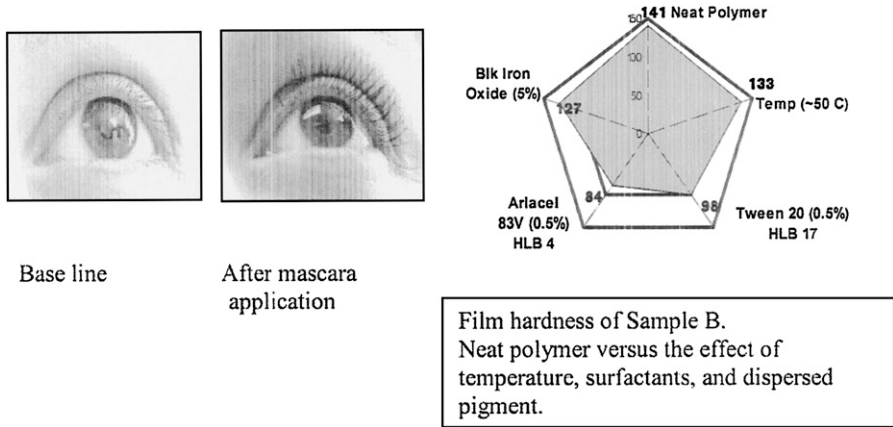 Base line
After mascara
application
141 Neat Polymer
150
100
50
0
133
Temp (~50 C)
98
Tween 20 (0.5%)
HLB 17
84
Arlacel
83V (0.5%)
HLB 4
127
Blk Iron
Oxide (5%)
Film hardness of Sample B.
Neat polymer versus the effect of
temperature, surfactants, and dispersed
pigment.